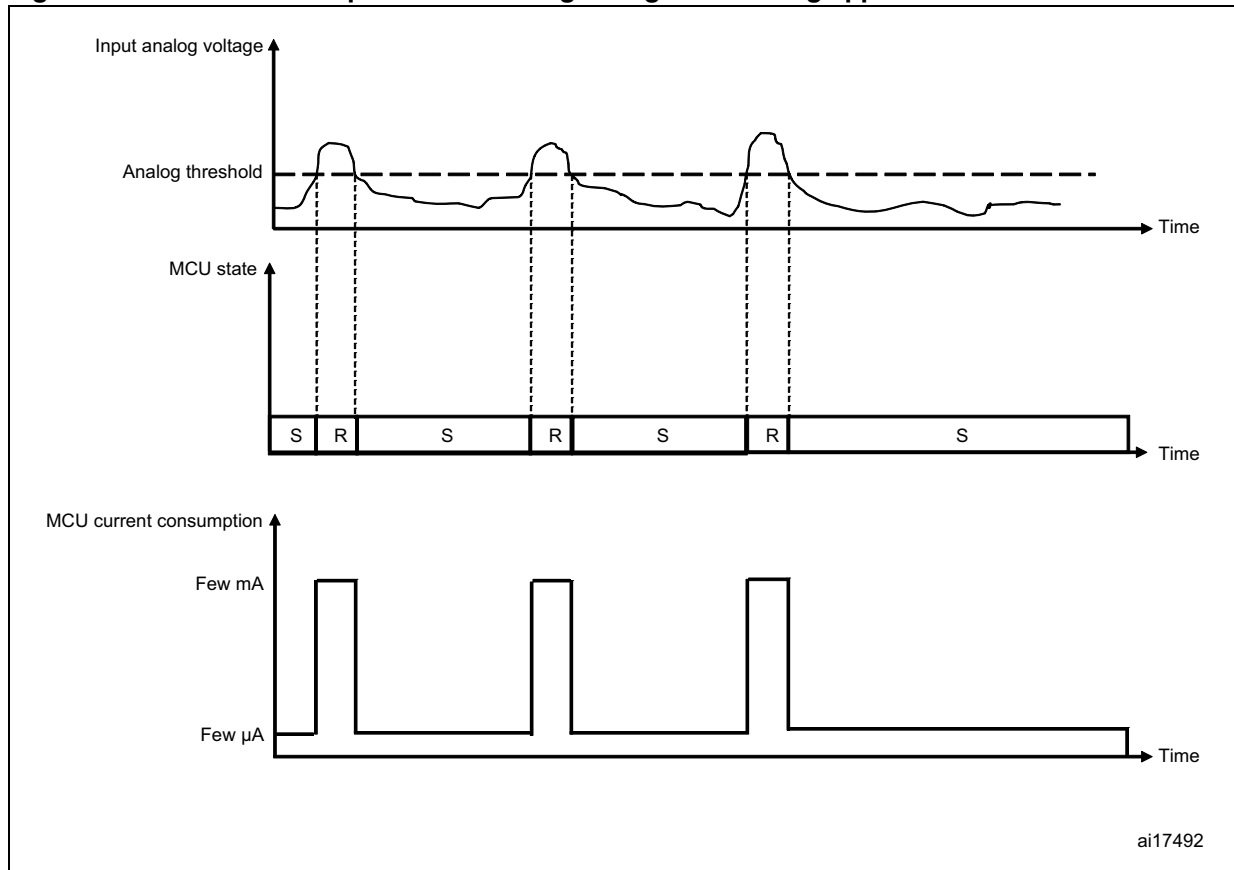 Input analog voltage
Analog threshold
Time
MCU state
S R S R S R S
Time
MCU current consumption
Few mA
Few µA
Time
ai17492